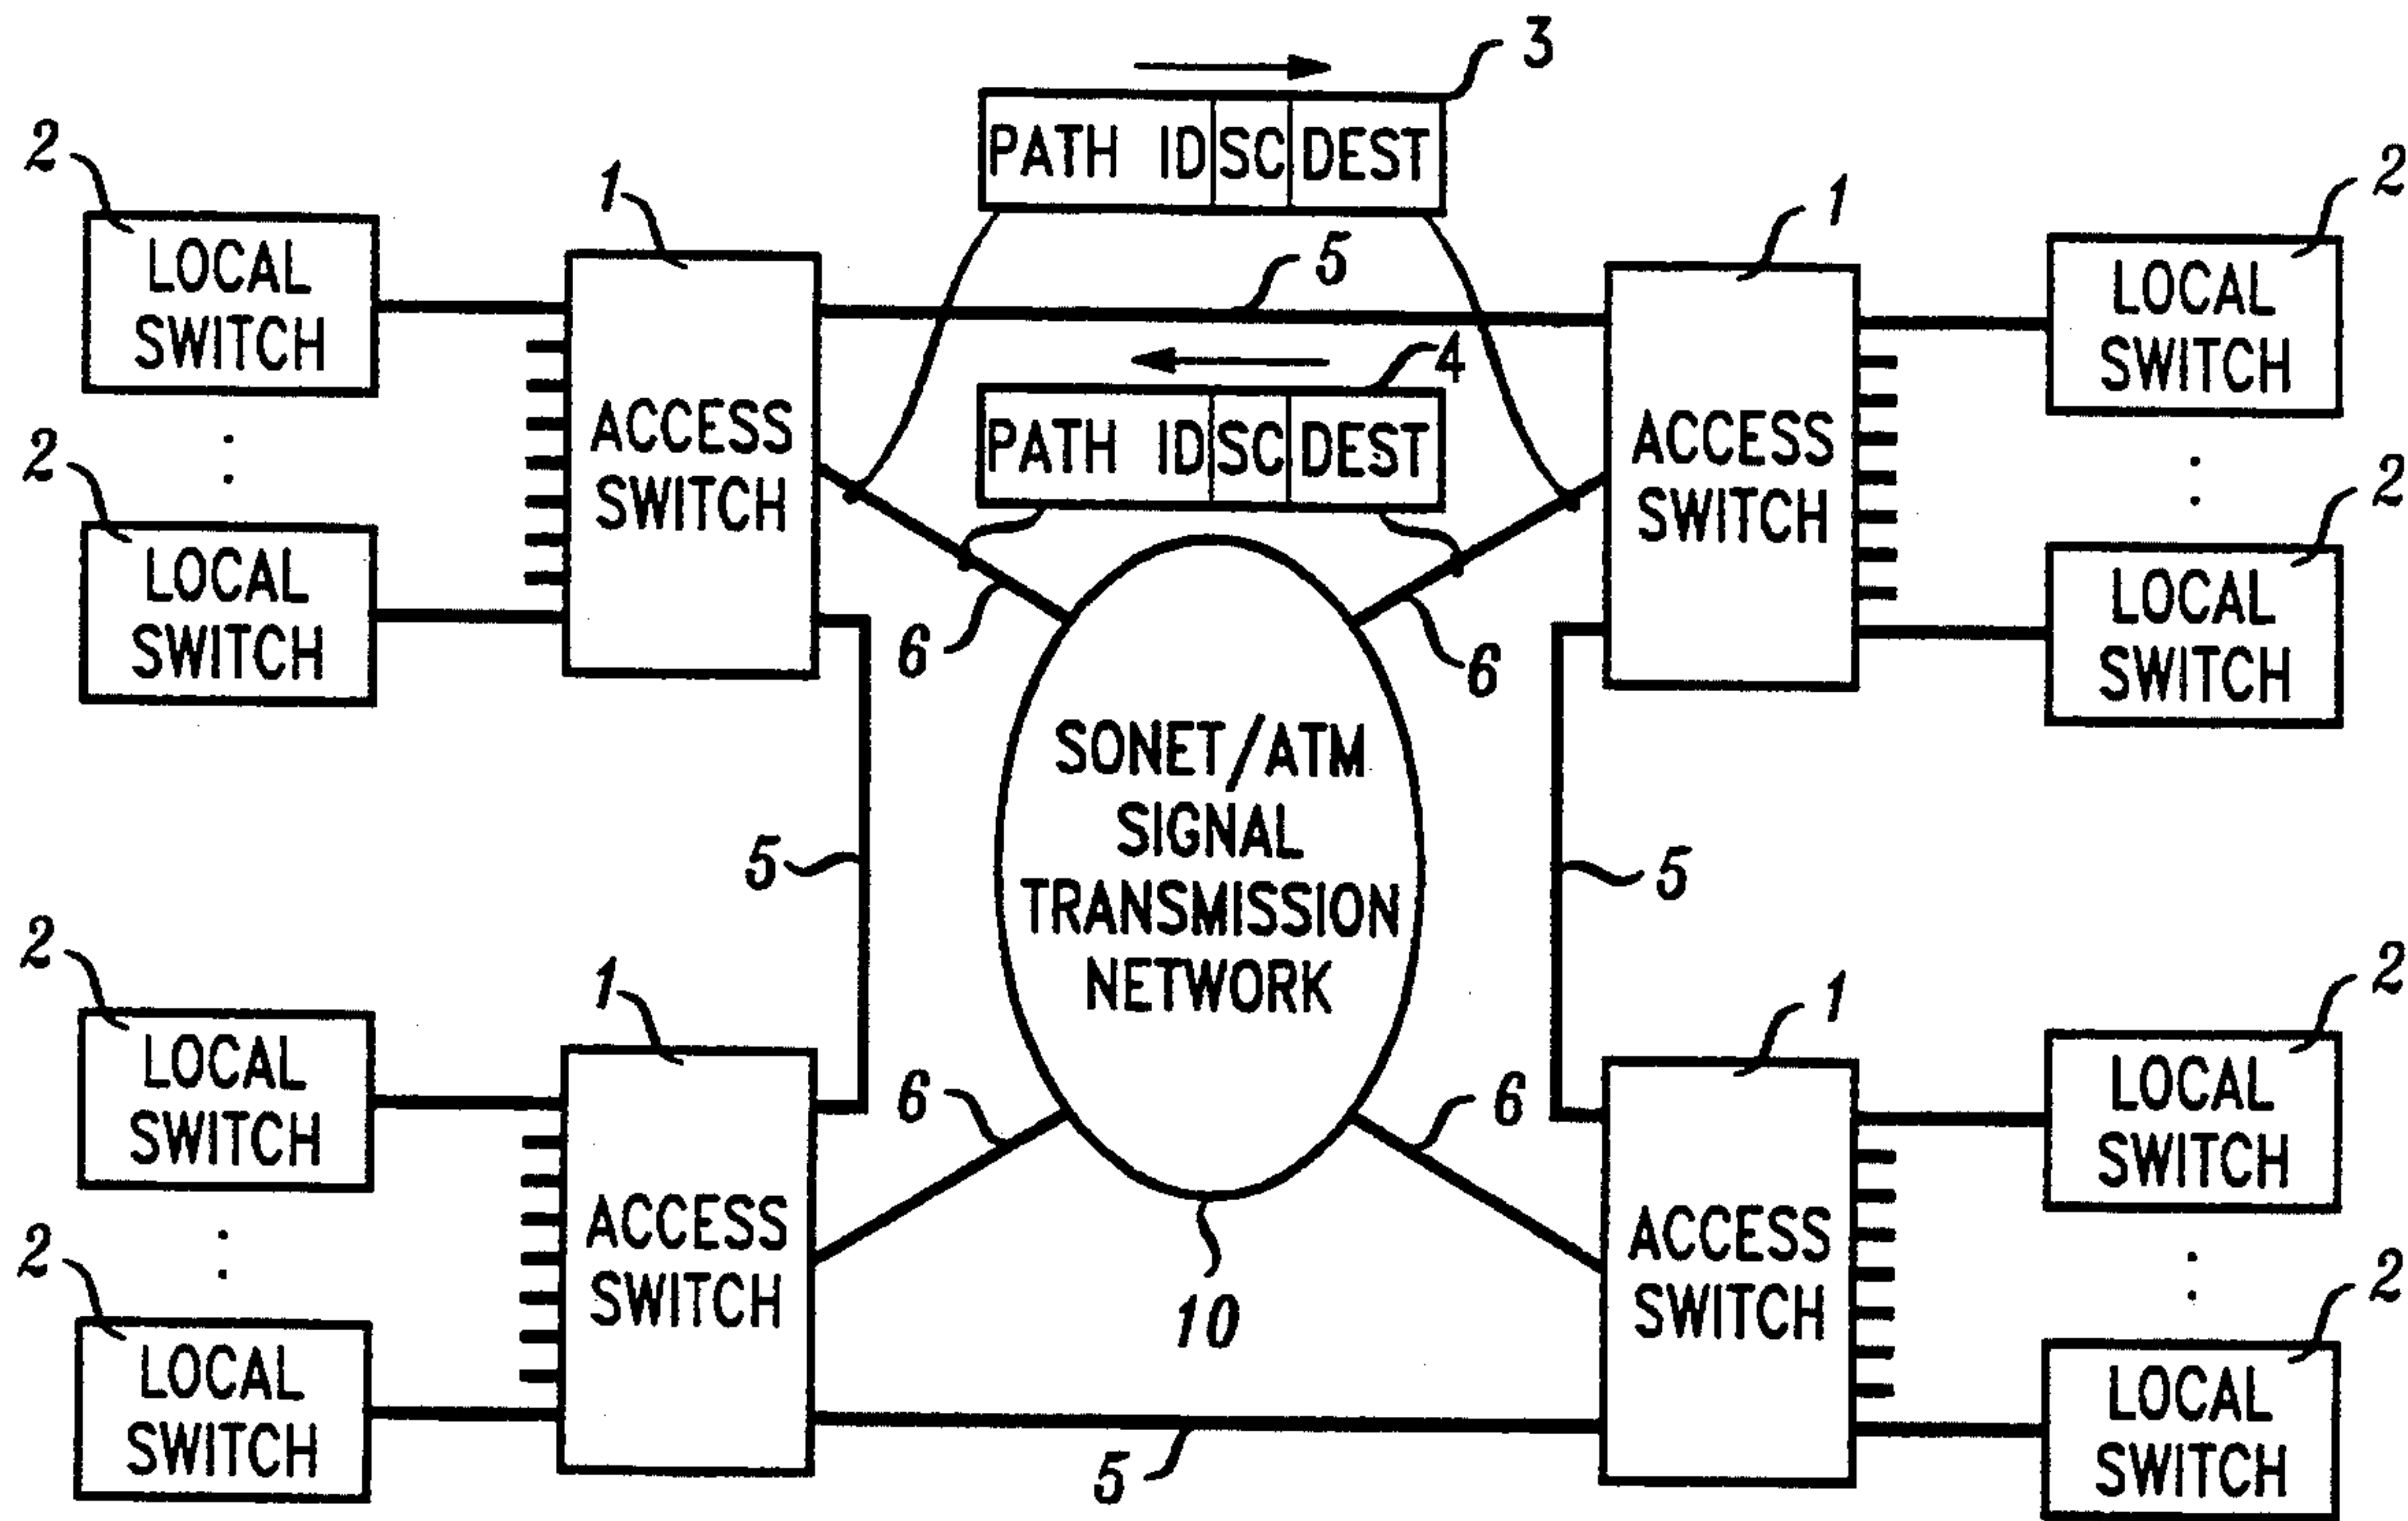 3
PATH ID SC DEST
2
LOCAL
SWITCH
1
ACCESS
SWITCH
5
4
PATH ID SC DEST
1
ACCESS
SWITCH
2
LOCAL
SWITCH
2
LOCAL
SWITCH
6
6
2
LOCAL
SWITCH
SONET/ATM
SIGNAL
TRANSMISSION
NETWORK
10
5
5
2
LOCAL
SWITCH
1
ACCESS
SWITCH
6
6
1
ACCESS
SWITCH
2
LOCAL
SWITCH
2
LOCAL
SWITCH
5
2
LOCAL
SWITCH